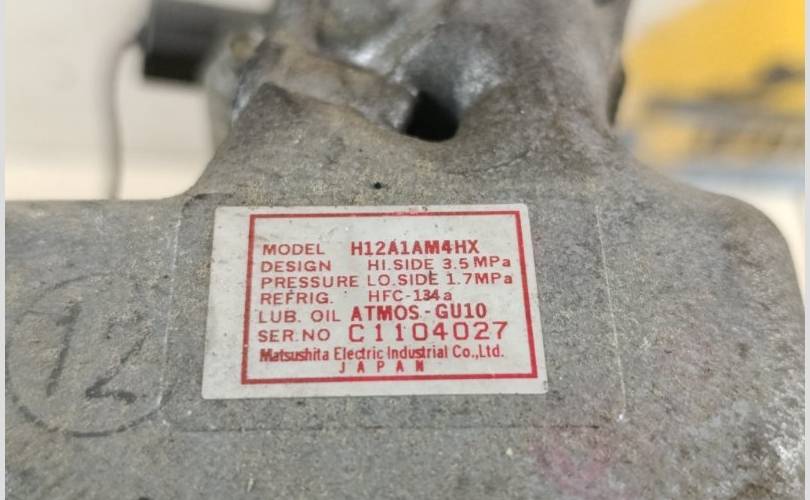 MODEL H12A1AM4HX
DESIGN HI.SIDE 3.5 MPa
PRESSURE LO.SIDE 1.7MPa
REFRIG. HFC-134a
LUB. OIL ATMOS-GU10
SER.NO C1104027
Matsushita Electric Industrial Co.,Ltd.
JAPAN
12